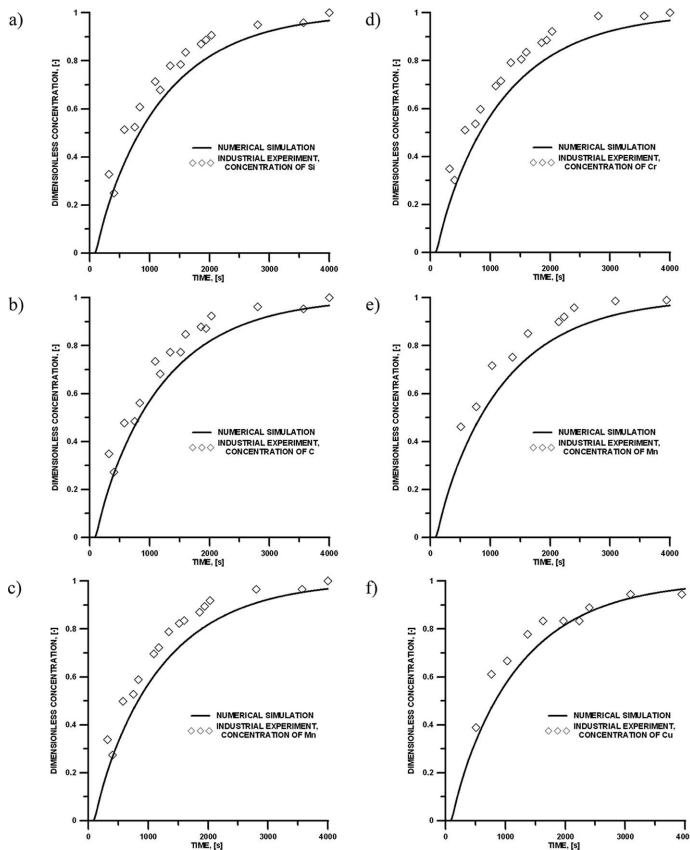 a)
DIMENSIONLESS CONCENTRATION, [-]
1
0.8
0.6
0.4
0.2
0
NUMERICAL SIMULATION
INDUSTRIAL EXPERIMENT,
CONCENTRATION OF Si
0 1000 2000 3000 4000
TIME, [s]
b)
DIMENSIONLESS CONCENTRATION, [-]
1
0.8
0.6
0.4
0.2
0
NUMERICAL SIMULATION
INDUSTRIAL EXPERIMENT,
CONCENTRATION OF C
0 1000 2000 3000 4000
TIME, [s]
c)
DIMENSIONLESS CONCENTRATION, [-]
1
0.8
0.6
0.4
0.2
0
NUMERICAL SIMULATION
INDUSTRIAL EXPERIMENT,
CONCENTRATION OF Mn
0 1000 2000 3000 4000
TIME, [s]
d)
DIMENSIONLESS CONCENTRATION, [-]
1
0.8
0.6
0.4
0.2
0
NUMERICAL SIMULATION
INDUSTRIAL EXPERIMENT,
CONCENTRATION OF Cr
0 1000 2000 3000 4000
TIME, [s]
e)
DIMENSIONLESS CONCENTRATION, [-]
1
0.8
0.6
0.4
0.2
0
NUMERICAL SIMULATION
INDUSTRIAL EXPERIMENT,
CONCENTRATION OF Mn
0 1000 2000 3000 4000
TIME, [s]
f)
DIMENSIONLESS CONCENTRATION, [-]
1
0.8
0.6
0.4
0.2
0
NUMERICAL SIMULATION
INDUSTRIAL EXPERIMENT,
CONCENTRATION OF Cu
0 1000 2000 3000 4000
TIME, [s]